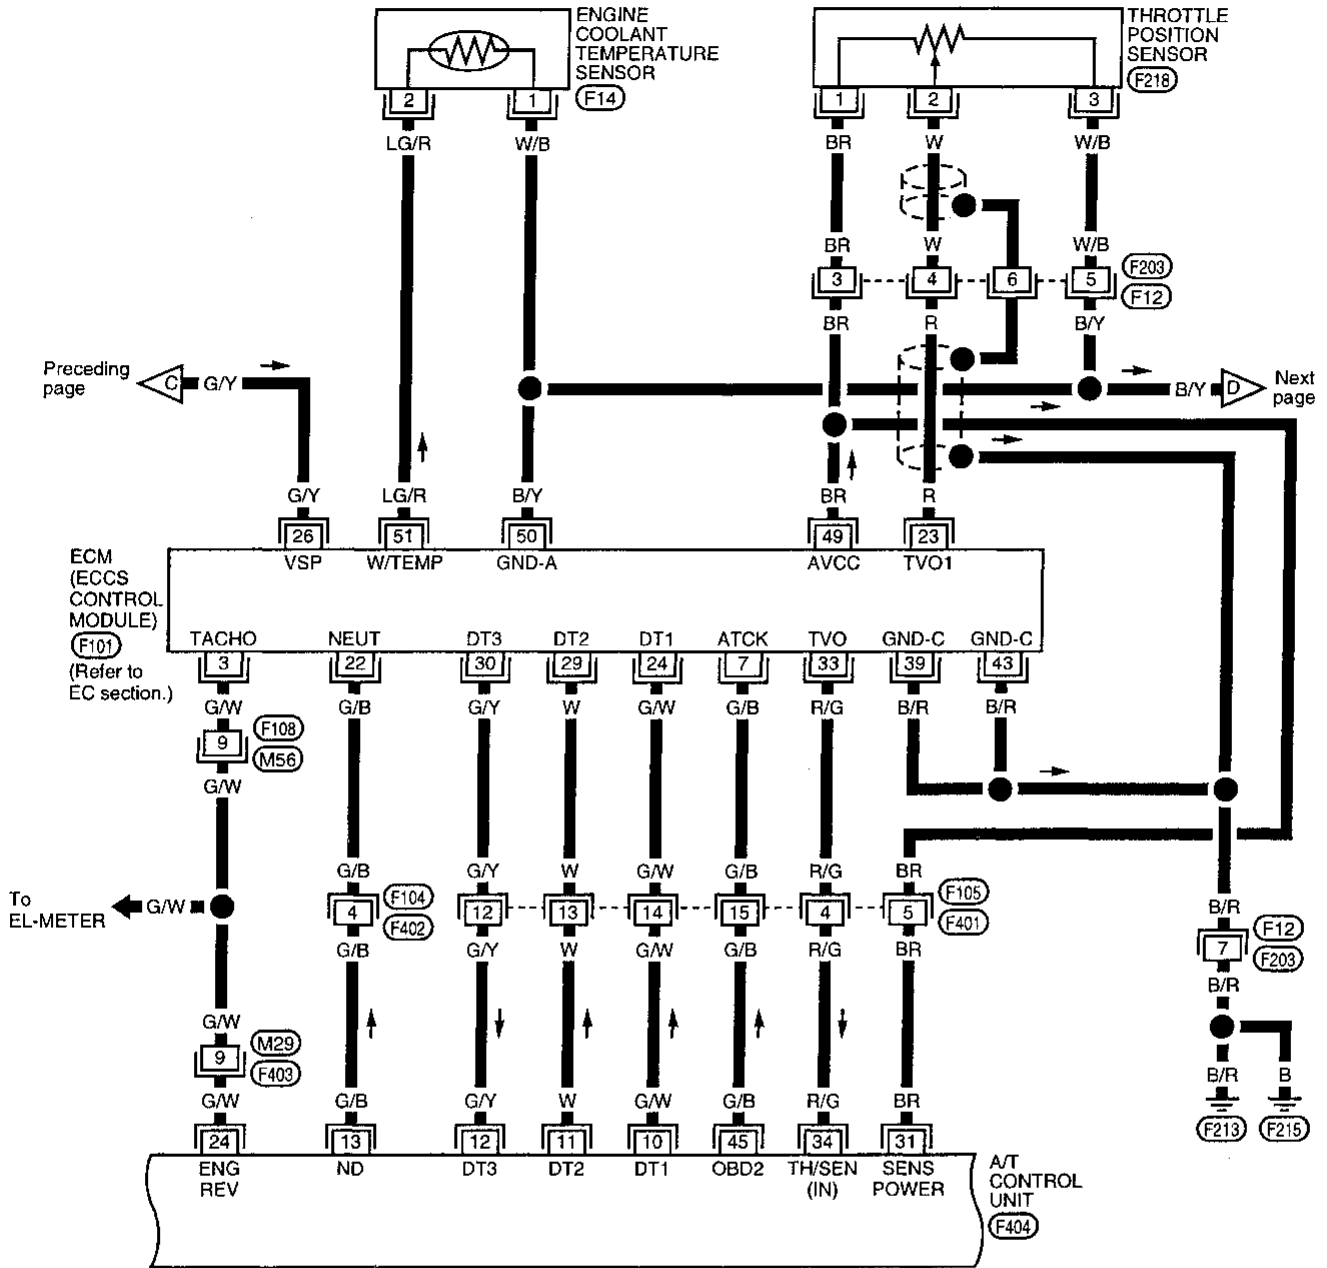 ENGINE
COOLANT
TEMPERATURE
SENSOR
F14
THROTTLE
POSITION
SENSOR
F218
2 1 1 2 3
LG/R W/B BR W W/B
BR W W/B
3 4 6 5
F203
F12
BR R B/Y
Preceding
page
C G/Y
B/Y D
Next
page
G/Y LG/R B/Y BR R
26 51 50 49 23
VSP W/TEMP GND-A AVCC TVO1
ECM
(ECCS
CONTROL
MODULE)
F101
(Refer to
EC section.)
TACHO NEUT DT3 DT2 DT1 ATCK TVO GND-C GND-C
3 22 30 29 24 7 33 39 43
G/W G/B G/Y W G/W G/B R/G B/R B/R
9
F108
M56
G/W
G/B G/Y W G/W G/B R/G BR
4
F104
F402
12 13 14 15 4 5
F105
F401
To
EL-METER
G/W
G/B G/Y W G/W G/B R/G BR
B/R
7
F12
F203
B/R
G/W
9
M29
F403
B/R B
F213 F215
G/W G/B G/Y W G/W G/B R/G BR
24 13 12 11 10 45 34 31
ENG
REV
ND DT3 DT2 DT1 OBD2
TH/SEN
(IN)
SENS
POWER
A/T
CONTROL
UNIT
F404